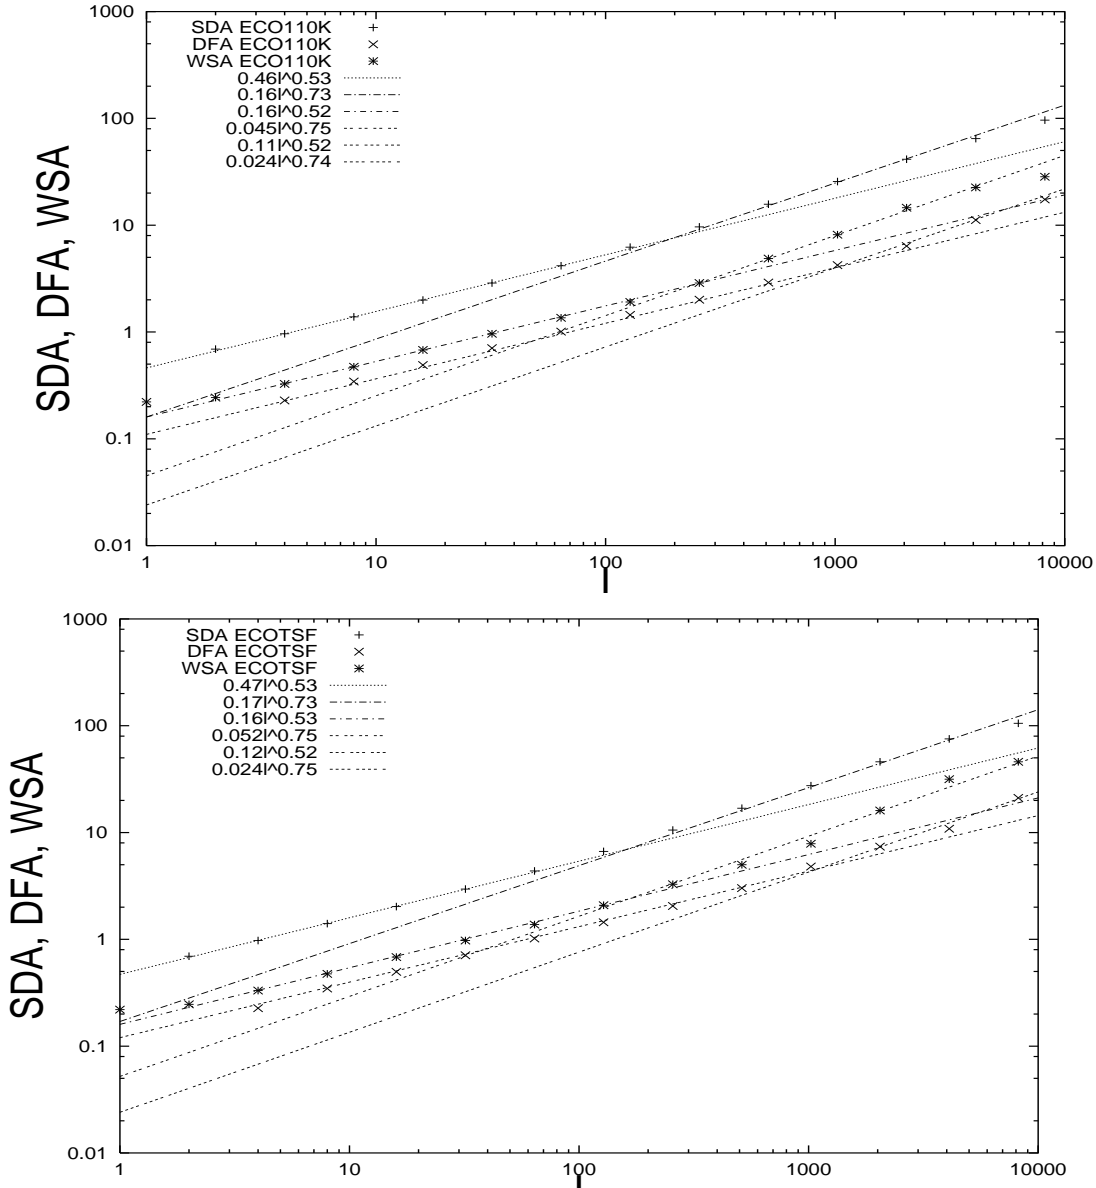 1000
100
10
1
0.1
0.01
SDA, DFA, WSA
SDA ECO110K
DFA ECO110K
WSA ECO110K
0.46l^0.53
0.16l^0.73
0.16l^0.52
0.045l^0.75
0.11l^0.52
0.024l^0.74
1 10 100 1000 10000
l
1000
100
10
1
0.1
0.01
SDA, DFA, WSA
SDA ECOTSF
DFA ECOTSF
WSA ECOTSF
0.47l^0.53
0.17l^0.73
0.16l^0.53
0.052l^0.75
0.12l^0.52
0.024l^0.75
1 10 100 1000 10000
l